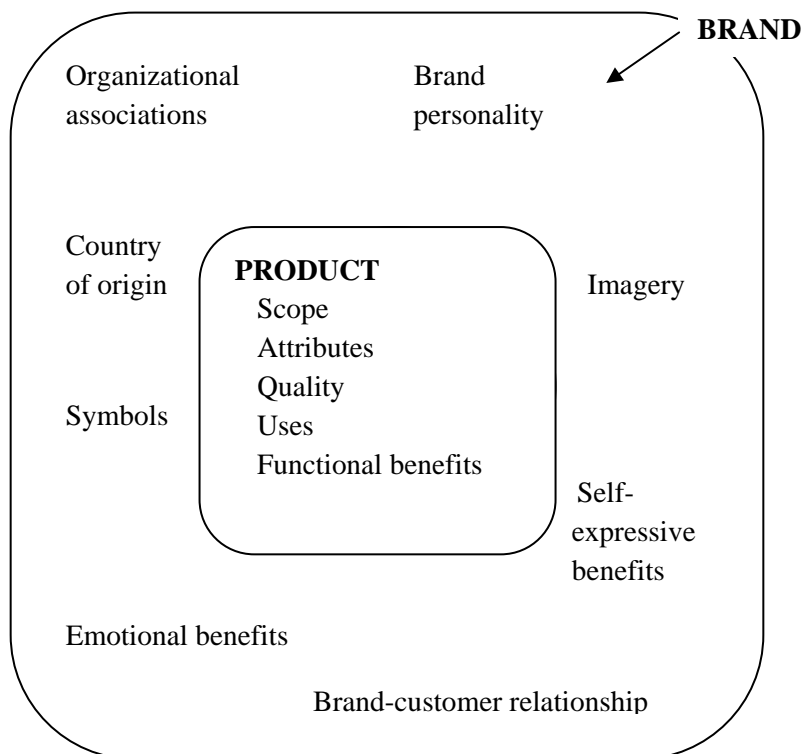 BRAND
Organizational
associations
Brand
personality
Country
of origin
PRODUCT
Scope
Attributes
Quality
Uses
Functional benefits
Imagery
Symbols
Self-
expressive
benefits
Emotional benefits
Brand-customer relationship